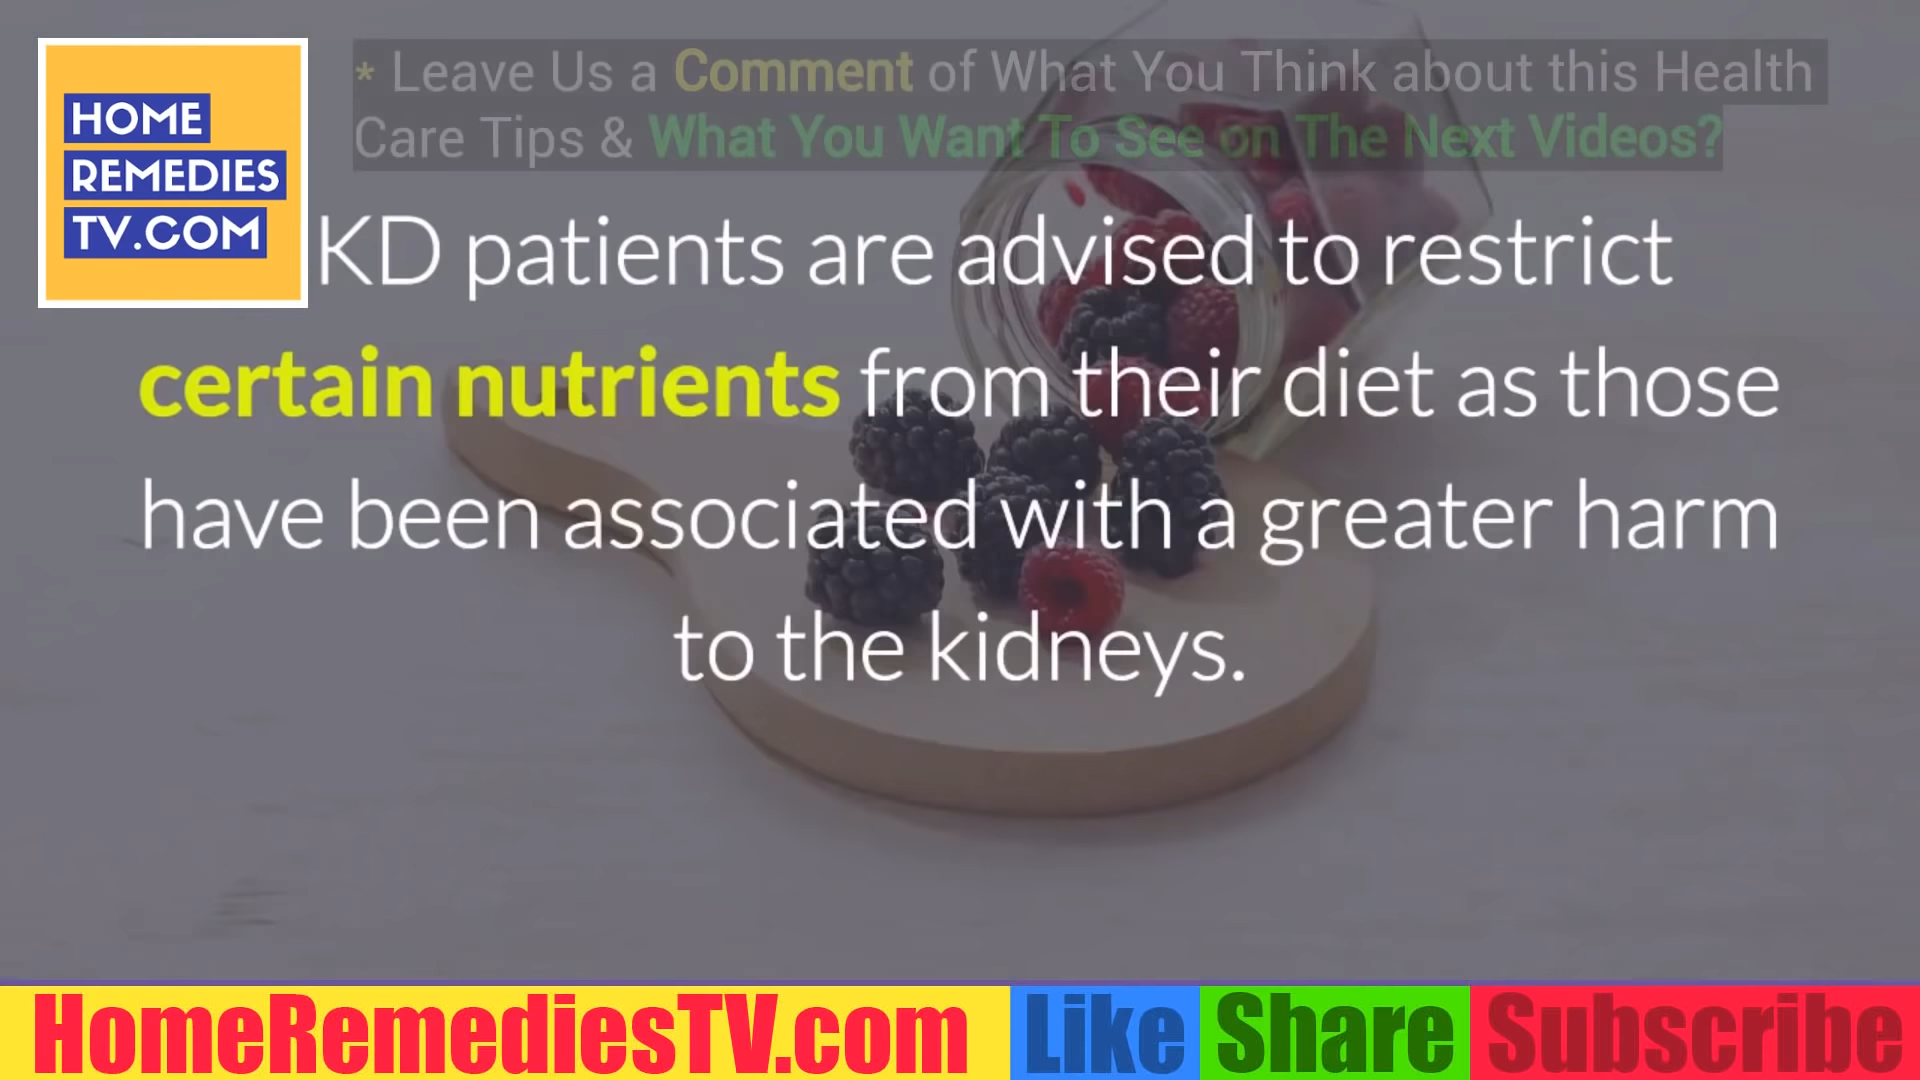 HOME
REMEDIES
TV.COM
* Leave Us a Comment of What You Think about this Health
Care Tips & What You Want To See on The Next Videos?
KD patients are advised to restrict
certain nutrients from their diet as those
have been associated with a greater harm
to the kidneys.
HomeRemediesTV.com Like Share Subscribe